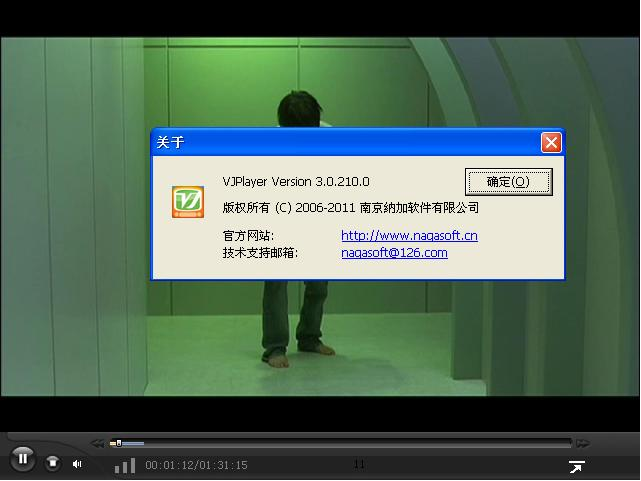 关于
VJPlayer Version 3.0.210.0
确定(O)
版权所有 (C) 2006-2011 南京纳加软件有限公司
官方网站: http://www.nagasoft.cn
技术支持邮箱: nagasoft@126.com
00:01:12/01:31:15
11